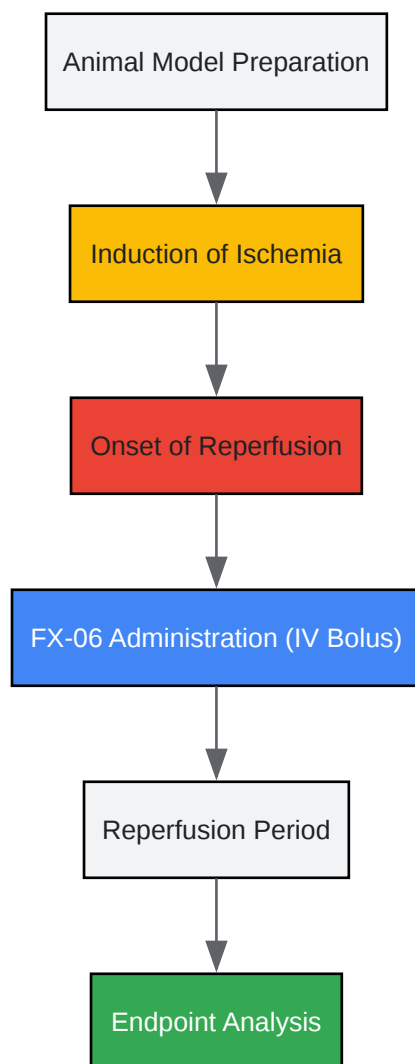 Animal Model Preparation
Induction of Ischemia
Onset of Reperfusion
FX-06 Administration (IV Bolus)
Reperfusion Period
Endpoint Analysis